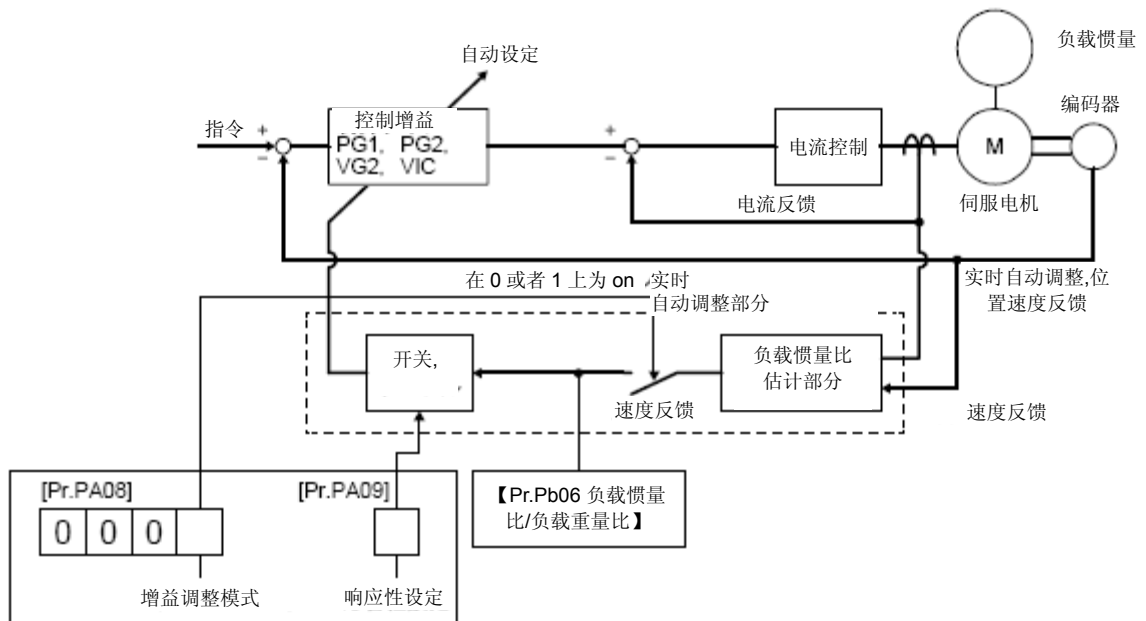 负载惯量
自动设定
编码器
控制增益
指令
+
−
PG1, PG2,
VG2, VIC
+
−
电流控制
M
电流反馈
伺服电机
在 0 或者 1 上为 on
实时
自动调整部分
实时自动调整,位
置速度反馈
开关,
负载惯量比
估计部分
速度反馈
速度反馈
[Pr.PA08]
[Pr.PA09]
【Pr.Pb06 负载惯量
比/负载重量比】
0 0 0
增益调整模式
响应性设定